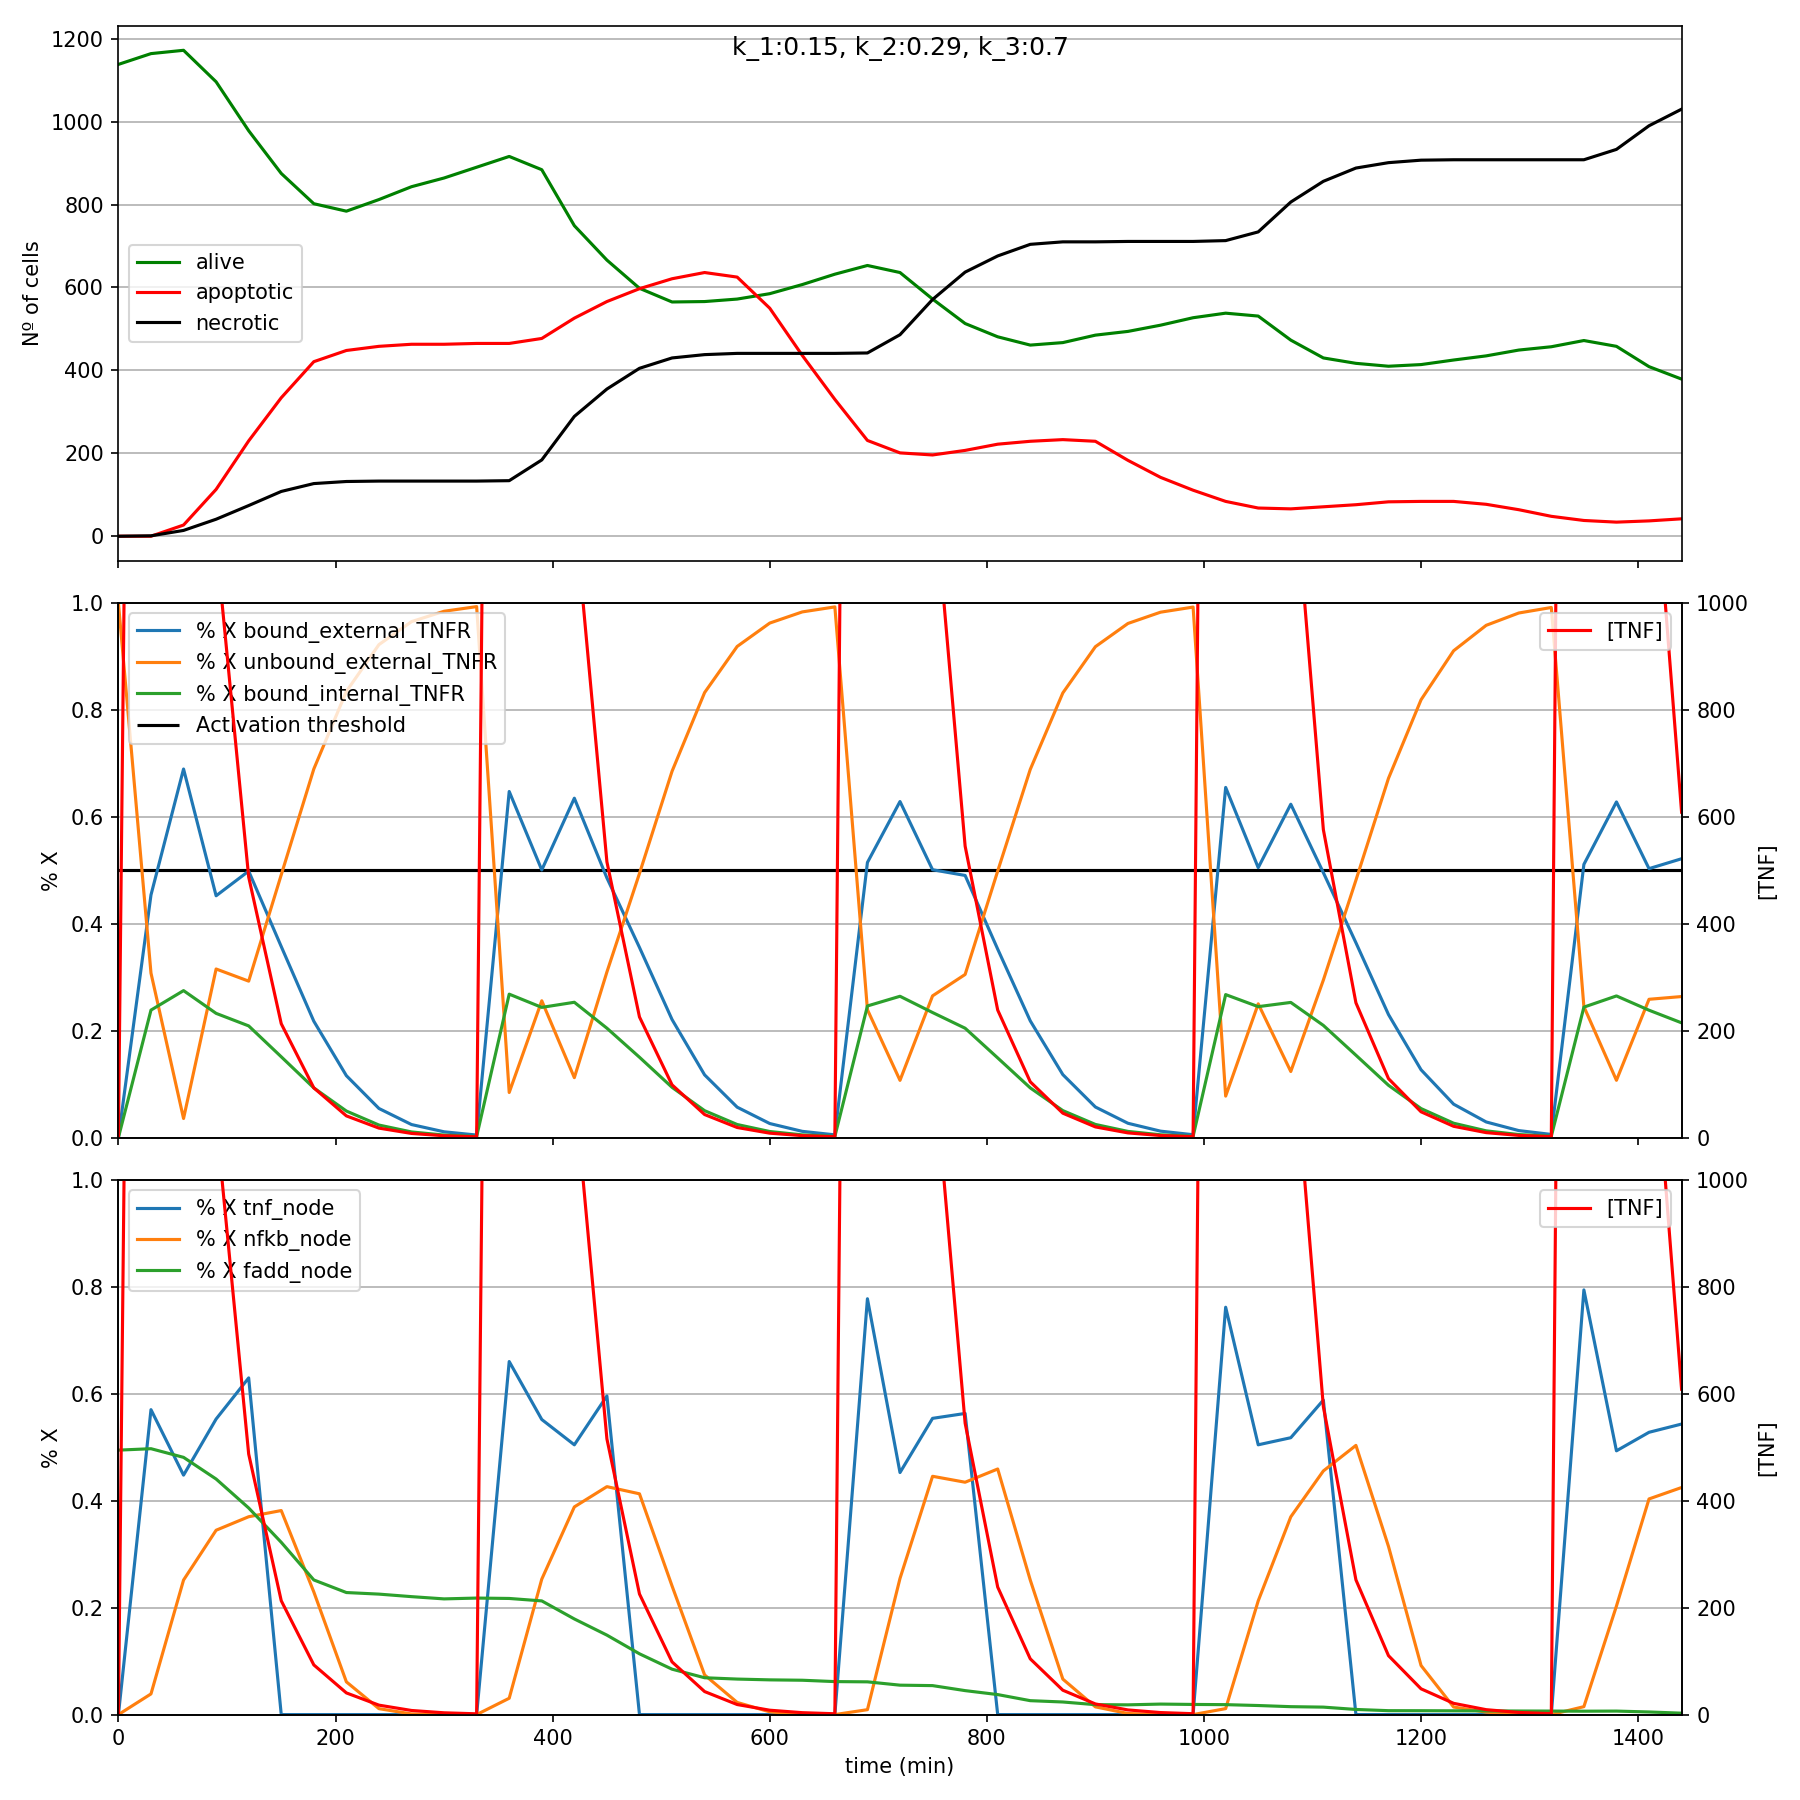 k_1:0.15, k_2:0.29, k_3:0.7
1200
1000
800
600
400
200
0
Nº of cells
alive
apoptotic
necrotic
1.0
0.8
0.6
0.4
0.2
0.0
% X
% X bound_external_TNFR
% X unbound_external_TNFR
% X bound_internal_TNFR
Activation threshold
[TNF]
1000
800
600
400
200
0
[TNF]
1.0
0.8
0.6
0.4
0.2
0.0
% X
% X tnf_node
% X nfkb_node
% X fadd_node
[TNF]
1000
800
600
400
200
0
[TNF]
0 200 400 600 800 1000 1200 1400
time (min)